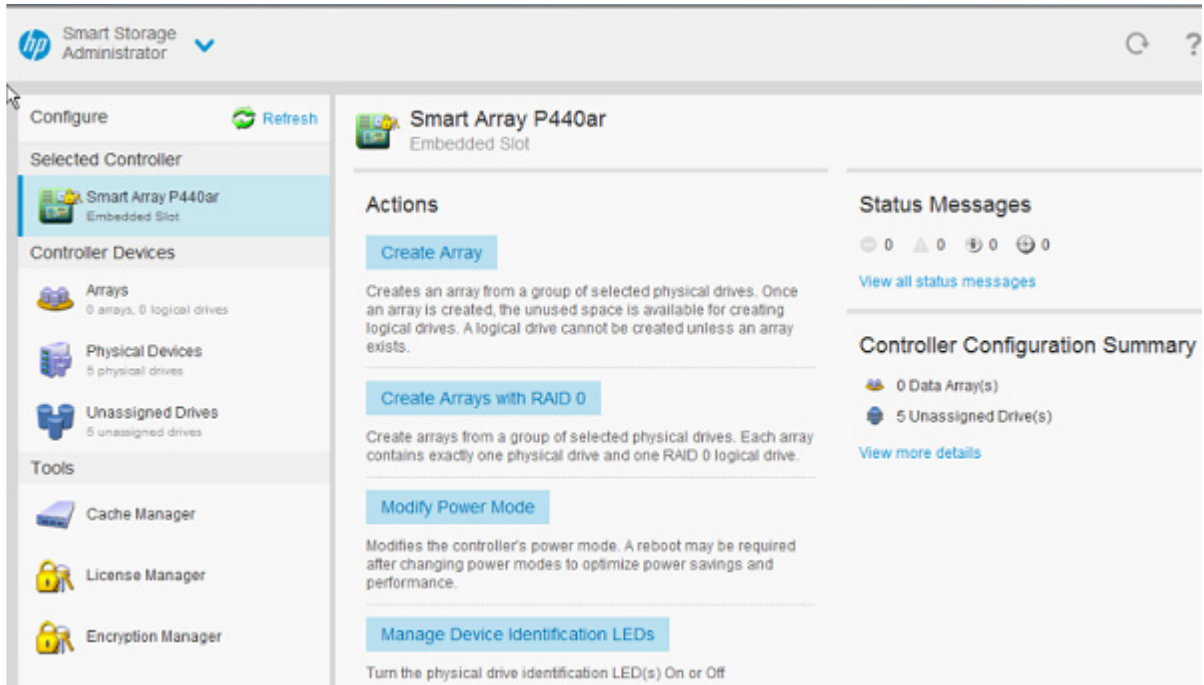 hp
Smart Storage
Administrator
?
Configure
Refresh
Selected Controller
Smart Array P440ar
Embedded Slot
Controller Devices
Arrays
0 arrays, 0 logical drives
Physical Devices
5 physical drives
Unassigned Drives
5 unassigned drives
Tools
Cache Manager
License Manager
Encryption Manager
Smart Array P440ar
Embedded Slot
Actions
Create Array
Creates an array from a group of selected physical drives. Once
an array is created, the unused space is available for creating
logical drives. A logical drive cannot be created unless an array
exists.
Create Arrays with RAID 0
Create arrays from a group of selected physical drives. Each array
contains exactly one physical drive and one RAID 0 logical drive.
Modify Power Mode
Modifies the controller's power mode. A reboot may be required
after changing power modes to optimize power savings and
performance.
Manage Device Identification LEDs
Turn the physical drive identification LED(s) On or Off
Status Messages
0 0 0 0
View all status messages
Controller Configuration Summary
0 Data Array(s)
5 Unassigned Drive(s)
View more details